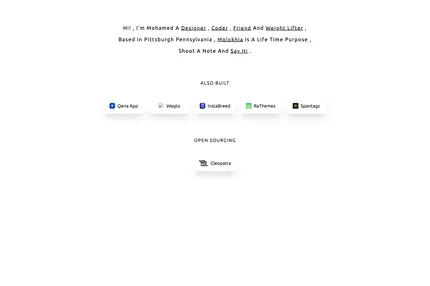 Hi! , I'm Mohamed A Designer , Coder , Friend And Weight Lifter ,
Based In Pittsburgh Pennsylvania , Molokhia Is A Life Time Purpose ,
Shoot A Note And Say Hi .
ALSO BUILT
Qena App
Waqto
InstaBreed
RaThemes
Spantags
OPEN SOURCING
Cleopatra